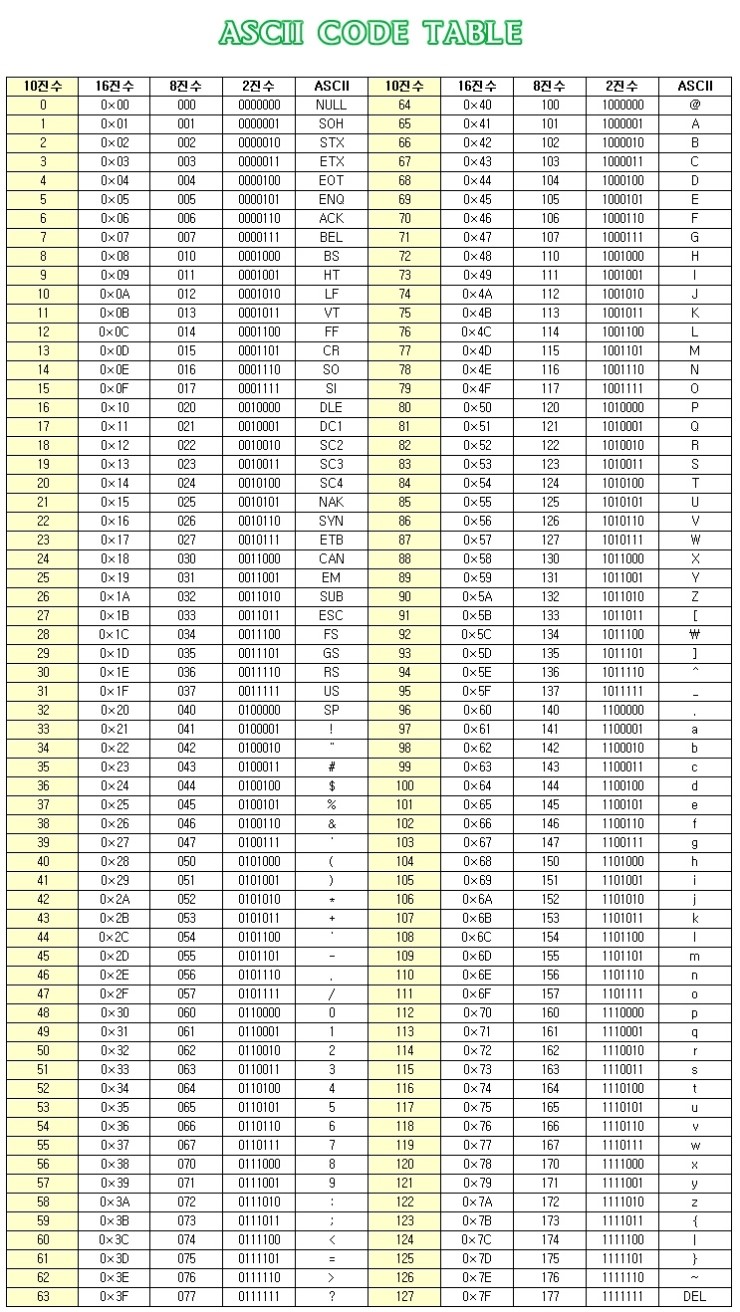 ASCII CODE TABLE
10진수 16진수 8진수 2진수 ASCII 10진수 16진수 8진수 2진수 ASCII
0 0×00 000 0000000 NULL 64 0×40 100 1000000 @
1 0×01 001 0000001 SOH 65 0×41 101 1000001 A
2 0×02 002 0000010 STX 66 0×42 102 1000010 B
3 0×03 003 0000011 ETX 67 0×43 103 1000011 C
4 0×04 004 0000100 EOT 68 0×44 104 1000100 D
5 0×05 005 0000101 ENQ 69 0×45 105 1000101 E
6 0×06 006 0000110 ACK 70 0×46 106 1000110 F
7 0×07 007 0000111 BEL 71 0×47 107 1000111 G
8 0×08 010 0001000 BS 72 0×48 110 1001000 H
9 0×09 011 0001001 HT 73 0×49 111 1001001 I
10 0×0A 012 0001010 LF 74 0×4A 112 1001010 J
11 0×0B 013 0001011 VT 75 0×4B 113 1001011 K
12 0×0C 014 0001100 FF 76 0×4C 114 1001100 L
13 0×0D 015 0001101 CR 77 0×4D 115 1001101 M
14 0×0E 016 0001110 SO 78 0×4E 116 1001110 N
15 0×0F 017 0001111 SI 79 0×4F 117 1001111 O
16 0×10 020 0010000 DLE 80 0×50 120 1010000 P
17 0×11 021 0010001 DC1 81 0×51 121 1010001 Q
18 0×12 022 0010010 SC2 82 0×52 122 1010010 R
19 0×13 023 0010011 SC3 83 0×53 123 1010011 S
20 0×14 024 0010100 SC4 84 0×54 124 1010100 T
21 0×15 025 0010101 NAK 85 0×55 125 1010101 U
22 0×16 026 0010110 SYN 86 0×56 126 1010110 V
23 0×17 027 0010111 ETB 87 0×57 127 1010111 W
24 0×18 030 0011000 CAN 88 0×58 130 1011000 X
25 0×19 031 0011001 EM 89 0×59 131 1011001 Y
26 0×1A 032 0011010 SUB 90 0×5A 132 1011010 Z
27 0×1B 033 0011011 ESC 91 0×5B 133 1011011 [
28 0×1C 034 0011100 FS 92 0×5C 134 1011100 ₩
29 0×1D 035 0011101 GS 93 0×5D 135 1011101 ]
30 0×1E 036 0011110 RS 94 0×5E 136 1011110 ^
31 0×1F 037 0011111 US 95 0×5F 137 1011111 _
32 0×20 040 0100000 SP 96 0×60 140 1100000 .
33 0×21 041 0100001 ! 97 0×61 141 1100001 a
34 0×22 042 0100010 " 98 0×62 142 1100010 b
35 0×23 043 0100011 # 99 0×63 143 1100011 c
36 0×24 044 0100100 $ 100 0×64 144 1100100 d
37 0×25 045 0100101 % 101 0×65 145 1100101 e
38 0×26 046 0100110 & 102 0×66 146 1100110 f
39 0×27 047 0100111 ' 103 0×67 147 1100111 g
40 0×28 050 0101000 ( 104 0×68 150 1101000 h
41 0×29 051 0101001 ) 105 0×69 151 1101001 i
42 0×2A 052 0101010 * 106 0×6A 152 1101010 j
43 0×2B 053 0101011 + 107 0×6B 153 1101011 k
44 0×2C 054 0101100 ' 108 0×6C 154 1101100 l
45 0×2D 055 0101101 - 109 0×6D 155 1101101 m
46 0×2E 056 0101110 . 110 0×6E 156 1101110 n
47 0×2F 057 0101111 / 111 0×6F 157 1101111 o
48 0×30 060 0110000 0 112 0×70 160 1110000 p
49 0×31 061 0110001 1 113 0×71 161 1110001 q
50 0×32 062 0110010 2 114 0×72 162 1110010 r
51 0×33 063 0110011 3 115 0×73 163 1110011 s
52 0×34 064 0110100 4 116 0×74 164 1110100 t
53 0×35 065 0110101 5 117 0×75 165 1110101 u
54 0×36 066 0110110 6 118 0×76 166 1110110 v
55 0×37 067 0110111 7 119 0×77 167 1110111 w
56 0×38 070 0111000 8 120 0×78 170 1111000 x
57 0×39 071 0111001 9 121 0×79 171 1111001 y
58 0×3A 072 0111010 : 122 0×7A 172 1111010 z
59 0×3B 073 0111011 ; 123 0×7B 173 1111011 {
60 0×3C 074 0111100 < 124 0×7C 174 1111100 |
61 0×3D 075 0111101 = 125 0×7D 175 1111101 }
62 0×3E 076 0111110 > 126 0×7E 176 1111110 ~
63 0×3F 077 0111111 ? 127 0×7F 177 1111111 DEL